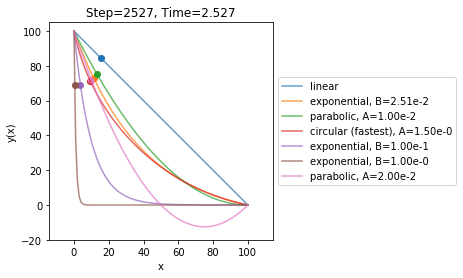 Step=2527, Time=2.527
y(x)
100
80
60
40
20
0
−20
0 20 40 60 80 100
x
linear
exponential, B=2.51e-2
parabolic, A=1.00e-2
circular (fastest), A=1.50e-0
exponential, B=1.00e-1
exponential, B=1.00e-0
parabolic, A=2.00e-2